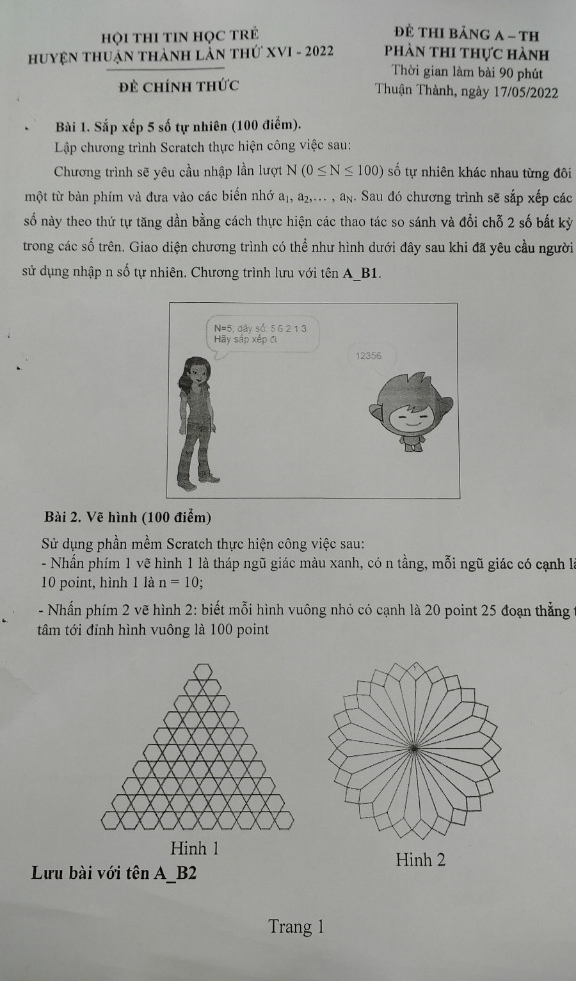 HỘI THI TIN HỌC TRẺ
HUYỆN THUẬN THÀNH LẦN THỨ XVI - 2022
ĐỀ CHÍNH THỨC
ĐỀ THI BẢNG A – TH
PHẦN THI THỰC HÀNH
Thời gian làm bài 90 phút
Thuận Thành, ngày 17/05/2022
Bài 1. Sắp xếp 5 số tự nhiên (100 điểm).
Lập chương trình Scratch thực hiện công việc sau:
Chương trình sẽ yêu cầu nhập lần lượt N (0 ≤ N ≤ 100) số tự nhiên khác nhau từng đôi
một từ bàn phím và đưa vào các biến nhớ a₁, a₂,... , aN. Sau đó chương trình sẽ sắp xếp các
số này theo thứ tự tăng dần bằng cách thực hiện các thao tác so sánh và đổi chỗ 2 số bất kỳ
trong các số trên. Giao diện chương trình có thể như hình dưới đây sau khi đã yêu cầu người
sử dụng nhập n số tự nhiên. Chương trình lưu với tên A_B1.
N=5; dãy số: 5 6 2 1 3
Hãy sắp xếp đi
12356
Bài 2. Vẽ hình (100 điểm)
Sử dụng phần mềm Scratch thực hiện công việc sau:
- Nhấn phím 1 vẽ hình 1 là tháp ngũ giác màu xanh, có n tầng, mỗi ngũ giác có cạnh là
10 point, hình 1 là n = 10;
- Nhấn phím 2 vẽ hình 2: biết mỗi hình vuông nhỏ có cạnh là 20 point 25 đoạn thẳng
tâm tới đỉnh hình vuông là 100 point
Hình 1
Hình 2
Lưu bài với tên A_B2
Trang 1